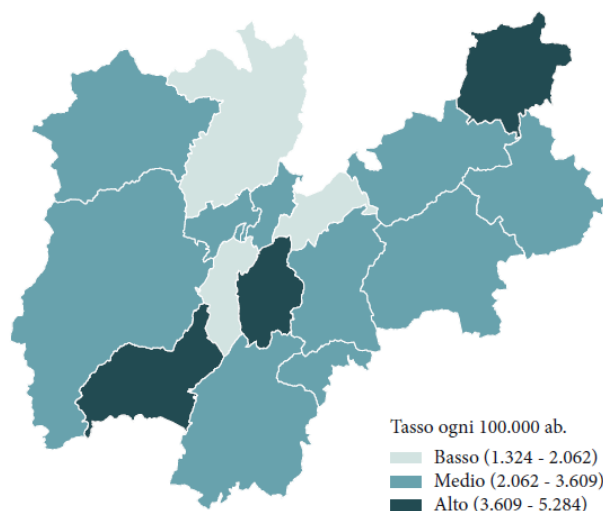 Tasso ogni 100.000 ab.
Basso (1.324 - 2.062)
Medio (2.062 - 3.609)
Alto (3.609 - 5.284)